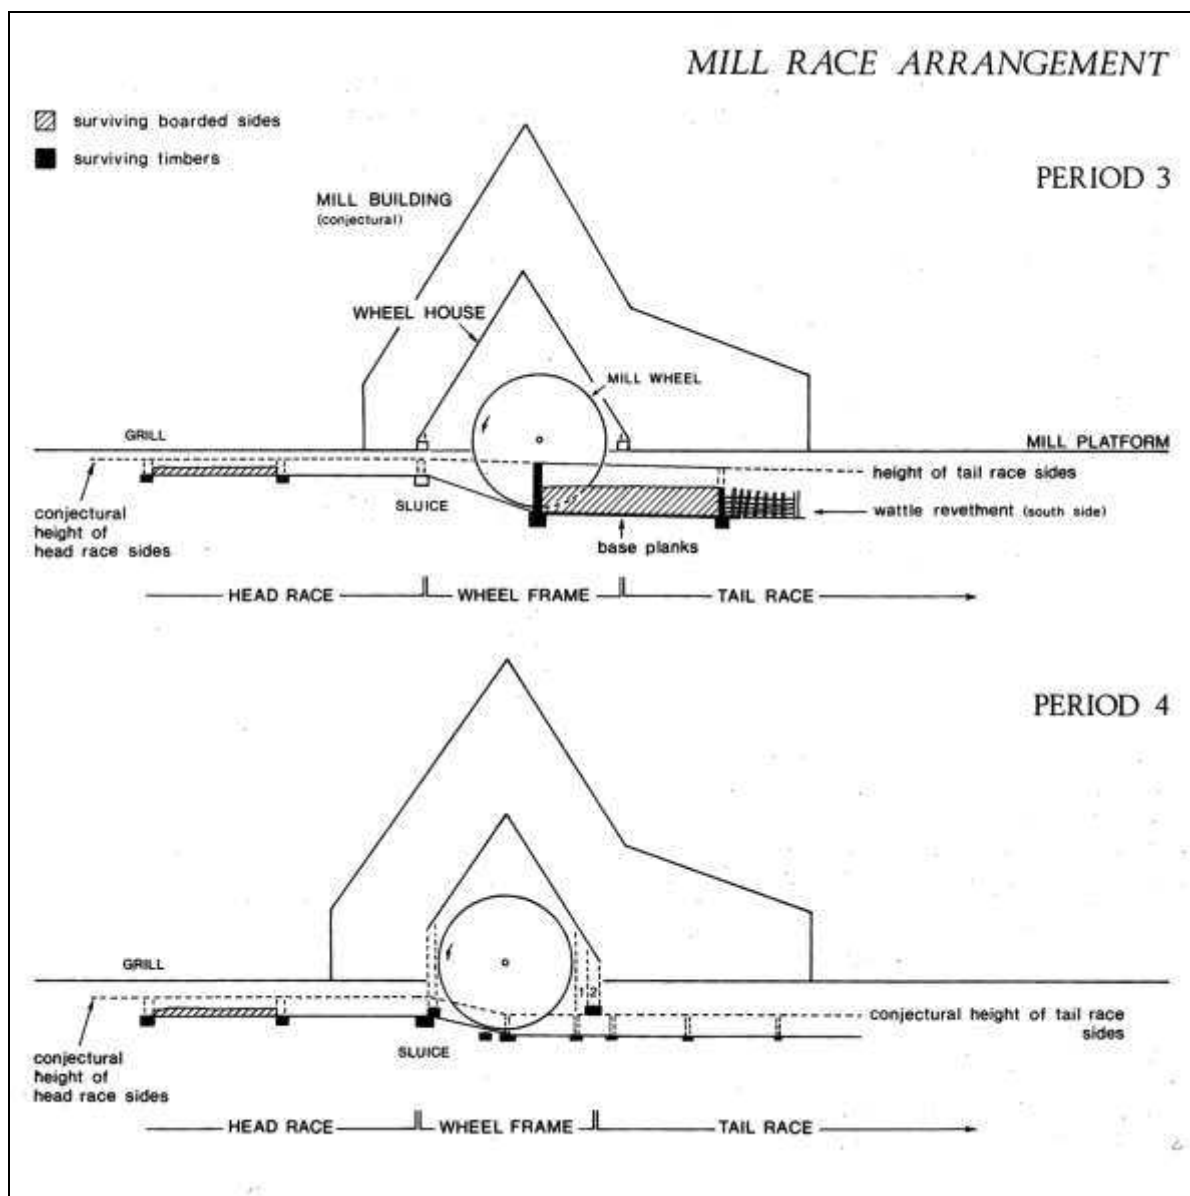 MILL RACE ARRANGEMENT
surviving boarded sides
surviving timbers
PERIOD 3
MILL BUILDING
(conjectural)
WHEEL HOUSE
MILL WHEEL
GRILL
MILL PLATFORM
height of tail race sides
SLUICE
conjectural
height of
head race sides
wattle revetment (south side)
base planks
HEAD RACE
WHEEL FRAME
TAIL RACE
PERIOD 4
GRILL
1
2
conjectural height of tail race
sides
SLUICE
conjectural
height of
head race sides
HEAD RACE
WHEEL FRAME
TAIL RACE